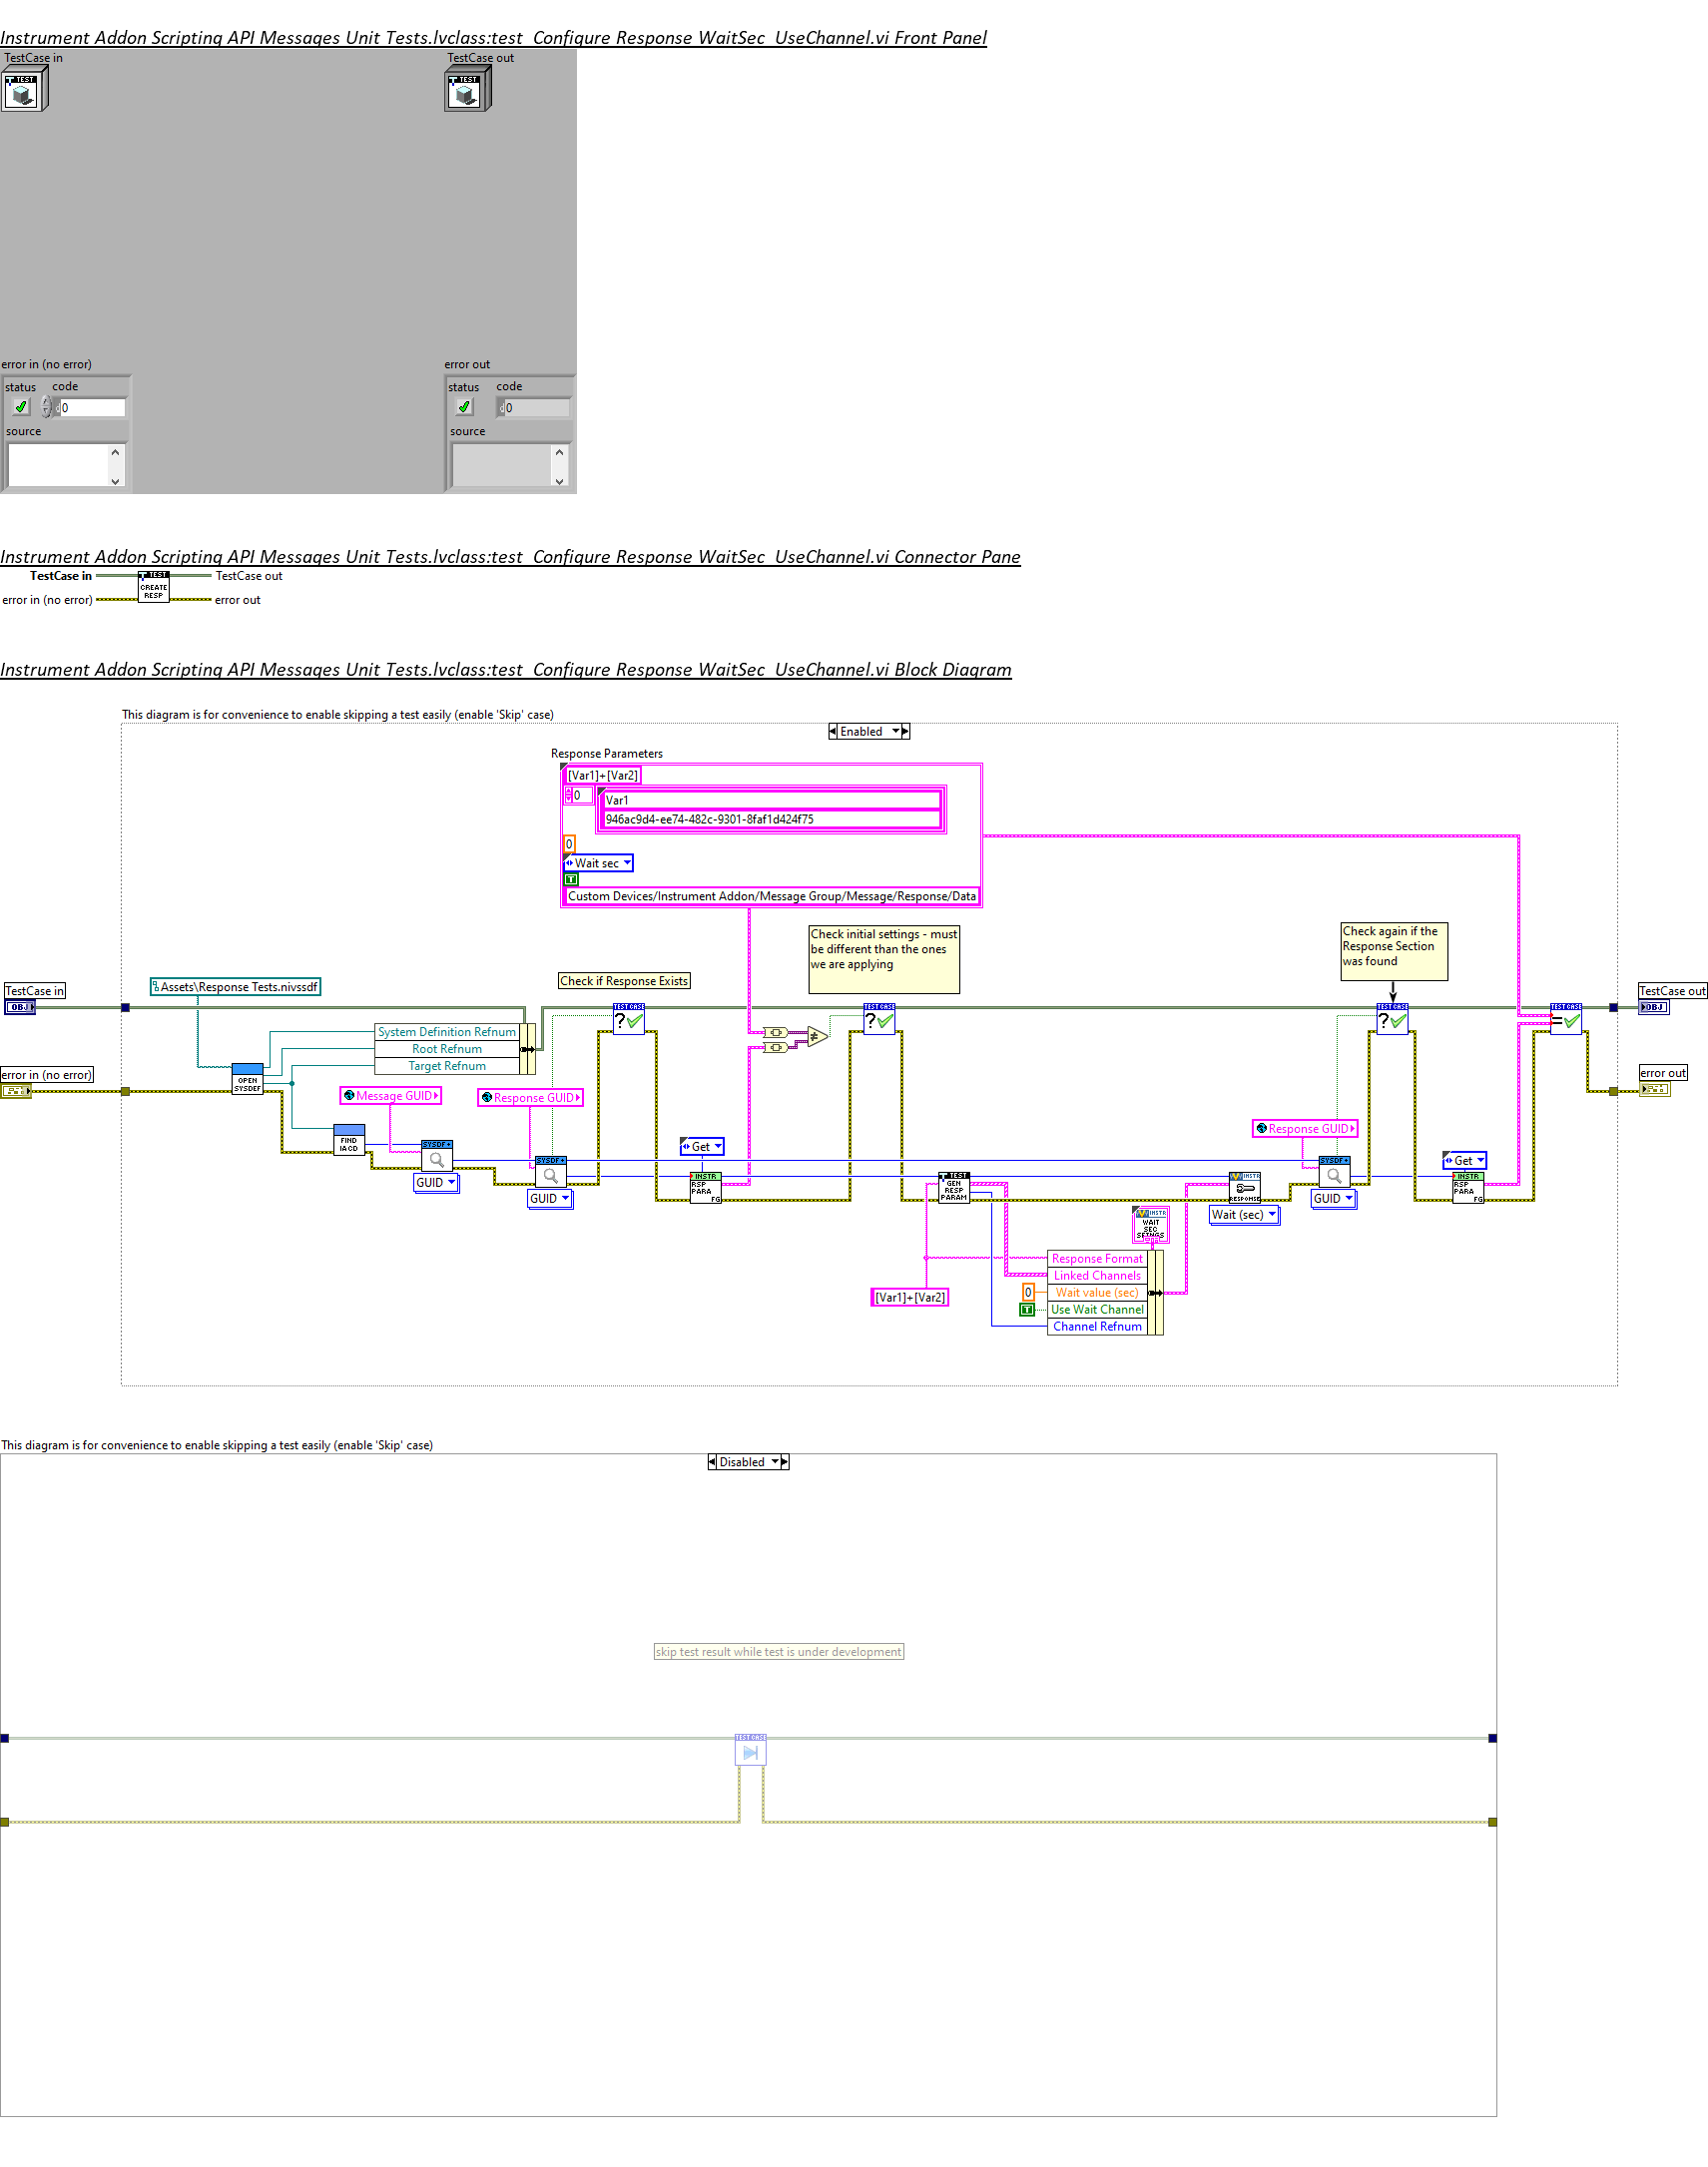 Instrument Addon Scripting API Messages Unit Tests.lvclass:test_Configure Response WaitSec_UseChannel.vi Front Panel
TestCase in
TestCase out
TEST
TEST
error in (no error)
error out
status code
status code
0
0
source
source
Instrument Addon Scripting API Messages Unit Tests.lvclass:test_Configure Response WaitSec_UseChannel.vi Connector Pane
TestCase in
TEST
CREATE
RESP
TestCase out
error in (no error)
error out
Instrument Addon Scripting API Messages Unit Tests.lvclass:test_Configure Response WaitSec_UseChannel.vi Block Diagram
This diagram is for convenience to enable skipping a test easily (enable 'Skip' case)
Enabled
Response Parameters
[Var1]+[Var2]
0
Var1
946ac9d4-ee74-482c-9301-8faf1d424f75
0
Wait sec
T
Custom Devices/Instrument Addon/Message Group/Message/Response/Data
Check initial settings - must
be different than the ones
we are applying
Check again if the
Response Section
was found
Check if Response Exists
TestCase in
OBJ
Assets\Response Tests.nivssdf
TestCase out
OBJ
TEST CASE
?
TEST CASE
?
TEST CASE
?
TEST CASE
=
System Definition Refnum
Root Refnum
Target Refnum
≠
error in (no error)
error out
OPEN
SYSDEF
Message GUID
Response GUID
Response GUID
FIND
IACD
SYSDF+
GUID
SYSDF+
GUID
Get
INSTR
RSP
PARA
FG
TEST
GEN
RESP
PARAM
INSTR
RESPONSE
Wait (sec)
SYSDF+
GUID
Get
INSTR
RSP
PARA
FG
INSTR
WAIT
SEC
SETNGS
[Var1]+[Var2]
Response Format
Linked Channels
0
Wait value (sec)
T
Use Wait Channel
Channel Refnum
This diagram is for convenience to enable skipping a test easily (enable 'Skip' case)
Disabled
skip test result while test is under development
TEST CASE